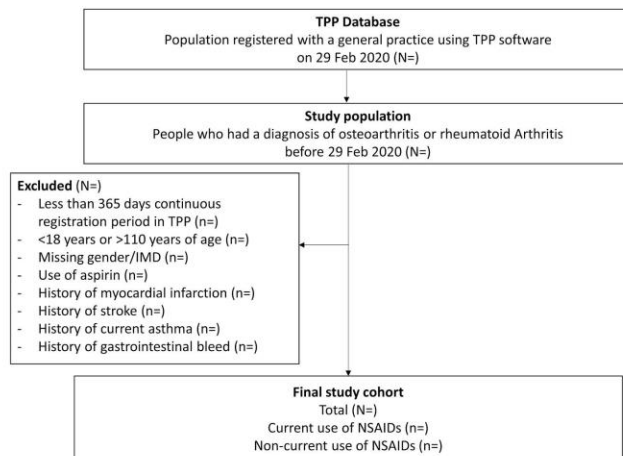 TPP Database
Population registered with a general practice using TPP software
on 29 Feb 2020 (N=)
Study population
People who had a diagnosis of osteoarthritis or rheumatoid Arthritis
before 29 Feb 2020 (N=)
Excluded (N=)
- Less than 365 days continuous
registration period in TPP (n=)
- <18 years or >110 years of age (n=)
- Missing gender/IMD (n=)
- Use of aspirin (n=)
- History of myocardial infarction (n=)
- History of stroke (n=)
- History of current asthma (n=)
- History of gastrointestinal bleed (n=)
Final study cohort
Total (N=)
Current use of NSAIDs (n=)
Non-current use of NSAIDs (n=)